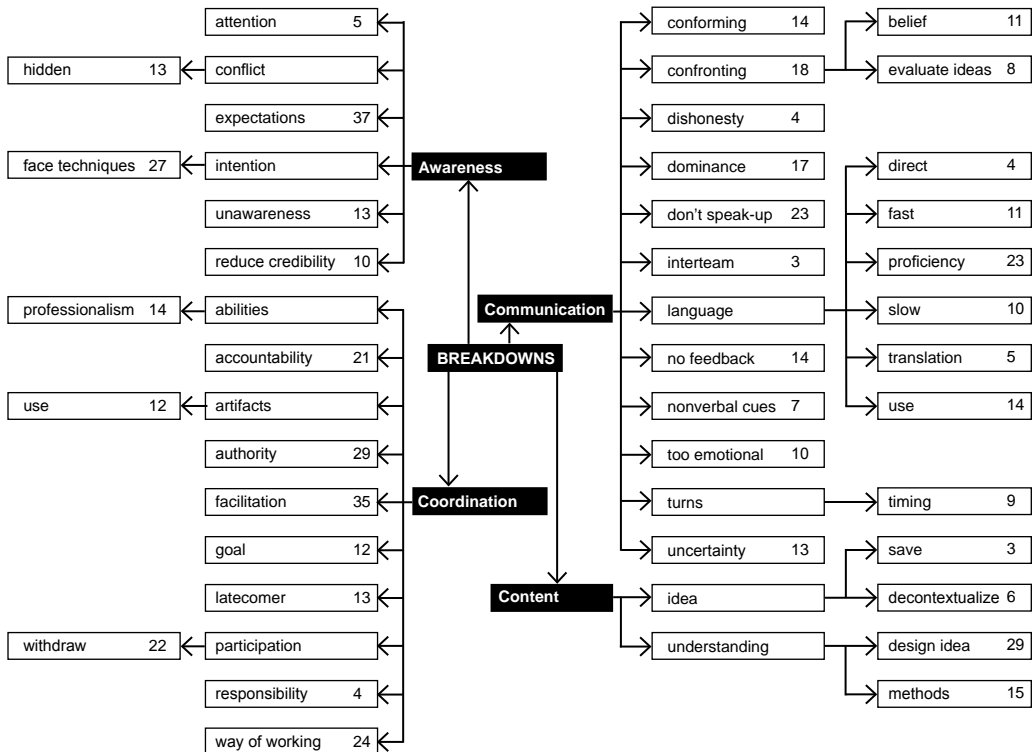 attention 5
hidden 13
conflict
expectations 37
face techniques 27
intention
unawareness 13
reduce credibility 10
Awareness
professionalism 14
abilities
accountability 21
use 12
artifacts
authority 29
facilitation 35
goal 12
latecomer 13
withdraw 22
participation
responsibility 4
way of working 24
Coordination
BREAKDOWNS
Communication
conforming 14
confronting 18
belief 11
evaluate ideas 8
dishonesty 4
dominance 17
don't speak-up 23
interteam 3
language
direct 4
fast 11
proficiency 23
slow 10
translation 5
use 14
no feedback 14
nonverbal cues 7
too emotional 10
turns
timing 9
uncertainty 13
Content
idea
save 3
decontextualize 6
understanding
design idea 29
methods 15